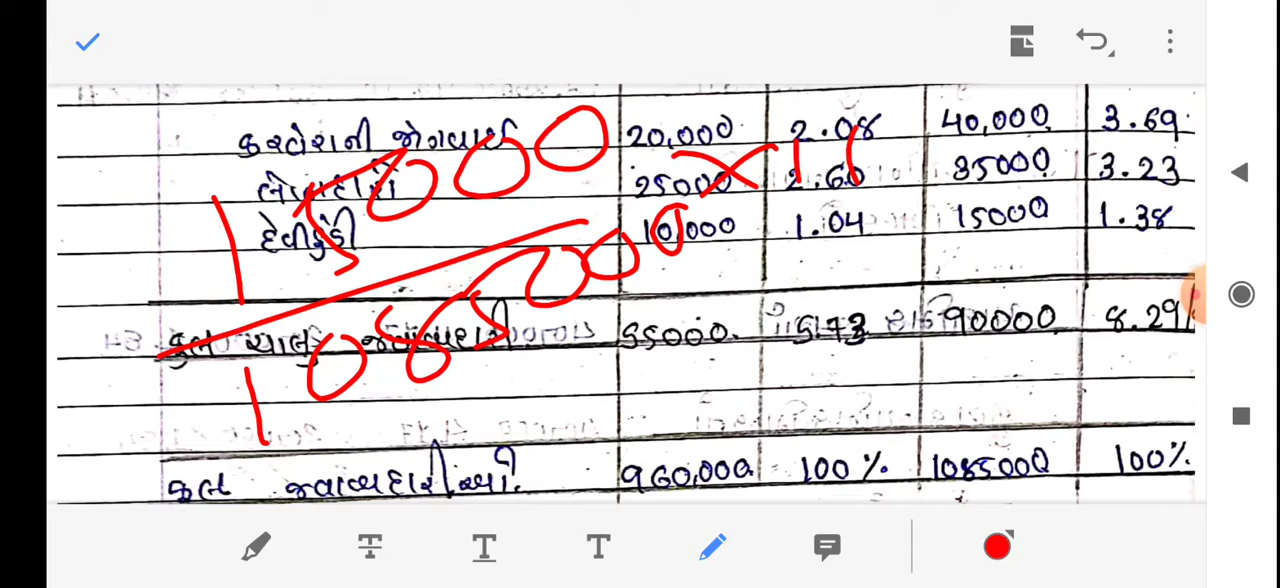 કરવેરાની જોગવાઈ 20,000 2.08 40,000 3.69
લેણદારો 25000 2.60 35000 3.23
દેવીહુંડી 10,000 1.04 15000 1.38
15000 × 100
1085000
કુલ ચાલુ જવાબદારી 55000 5.73 90000 8.29%
કુલ જવાબદારીઓ 960,000 100% 1085000 100%
T T T